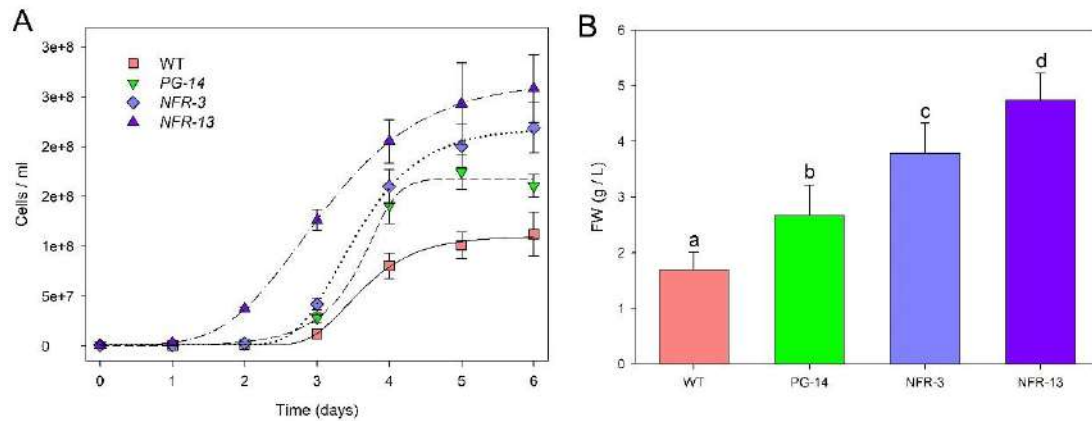 A
3e+8
3e+8
2e+8
2e+8
1e+8
5e+7
0
Cells / ml
WT
PG-14
NFR-3
NFR-13
0 1 2 3 4 5 6
Time (days)
B
6
5
4
3
2
1
0
FW (g / L)
a
b
c
d
WT PG-14 NFR-3 NFR-13